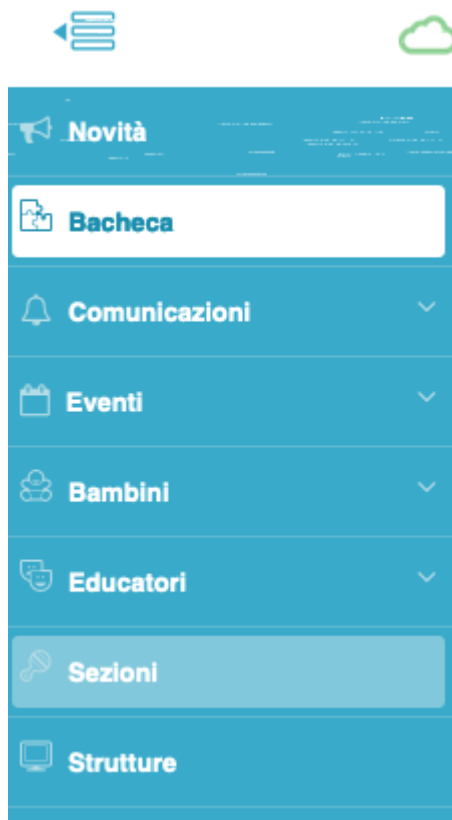 Novità
Bacheca
Comunicazioni
Eventi
Bambini
Educatori
Sezioni
Strutture